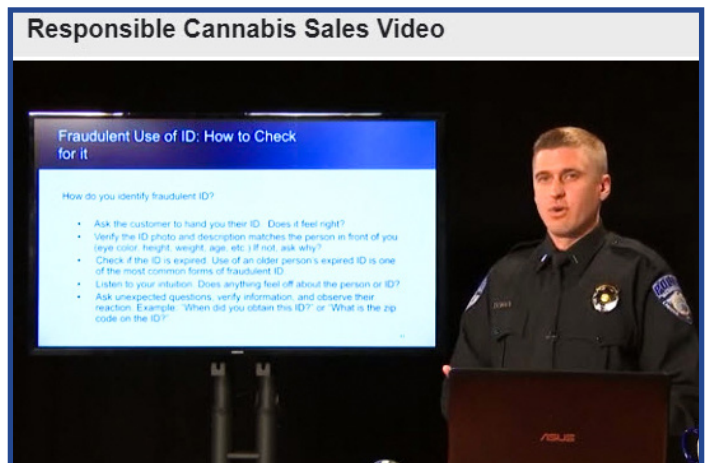 Responsible Cannabis Sales Video
Fraudulent Use of ID: How to Check
for it
How do you identify fraudulent ID?
• Ask the customer to hand you their ID. Does it feel right?
• Verify the ID photo and description matches the person in front of you
(eye color, height, weight, age, etc.) If not, ask why?
• Check if the ID is expired. Use of an older person's expired ID is one
of the most common forms of fraudulent ID.
• Listen to your intuition. Does anything feel off about the person or ID?
• Ask unexpected questions, verify information, and observe their
reaction. Example: "When did you obtain this ID?" or "What is the zip
code on the ID?"
POLICE
ASUS